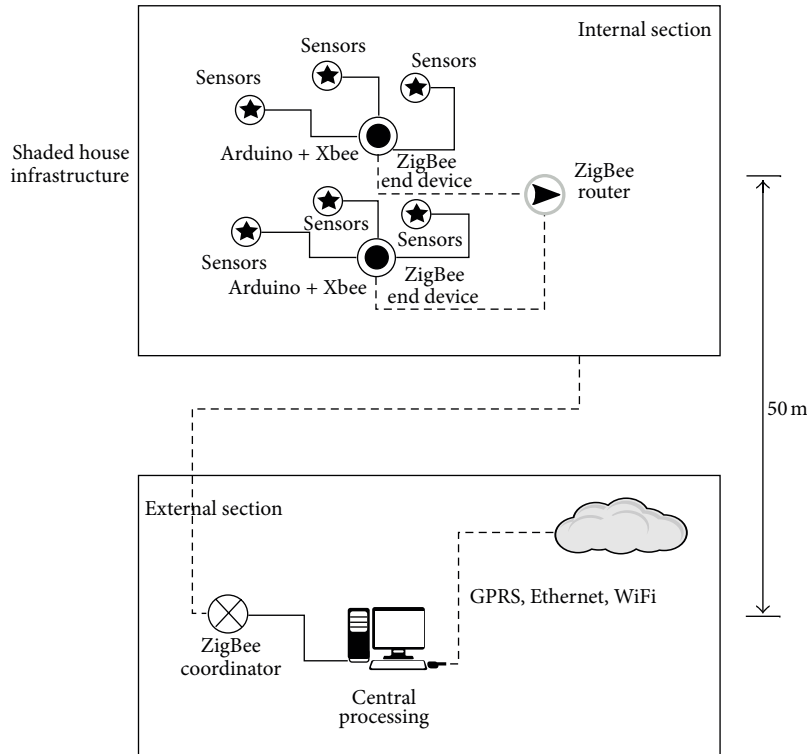 Internal section
Sensors
Sensors
Sensors
Shaded house
infrastructure
Arduino + Xbee
ZigBee
end device
ZigBee
router
Sensors
Sensors
Sensors
Arduino + Xbee
ZigBee
end device
50 m
External section
GPRS, Ethernet, WiFi
ZigBee
coordinator
Central
processing